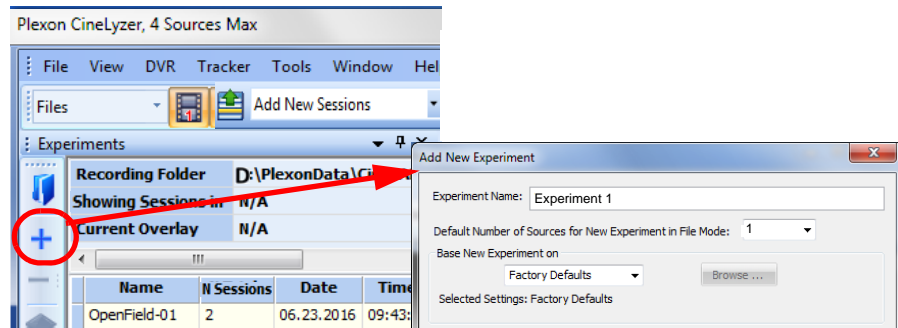 Plexon CineLyzer, 4 Sources Max
File View DVR Tracker Tools Window Hel
Files 1 Add New Sessions
Experiments
Recording Folder D:\PlexonData\Ci
Showing Sessions in N/A
Current Overlay N/A
Name N Sessions Date Time
OpenField-01 2 06.23.2016 09:43:
Add New Experiment
Experiment Name: Experiment 1
Default Number of Sources for New Experiment in File Mode: 1
Base New Experiment on
Factory Defaults Browse ...
Selected Settings: Factory Defaults